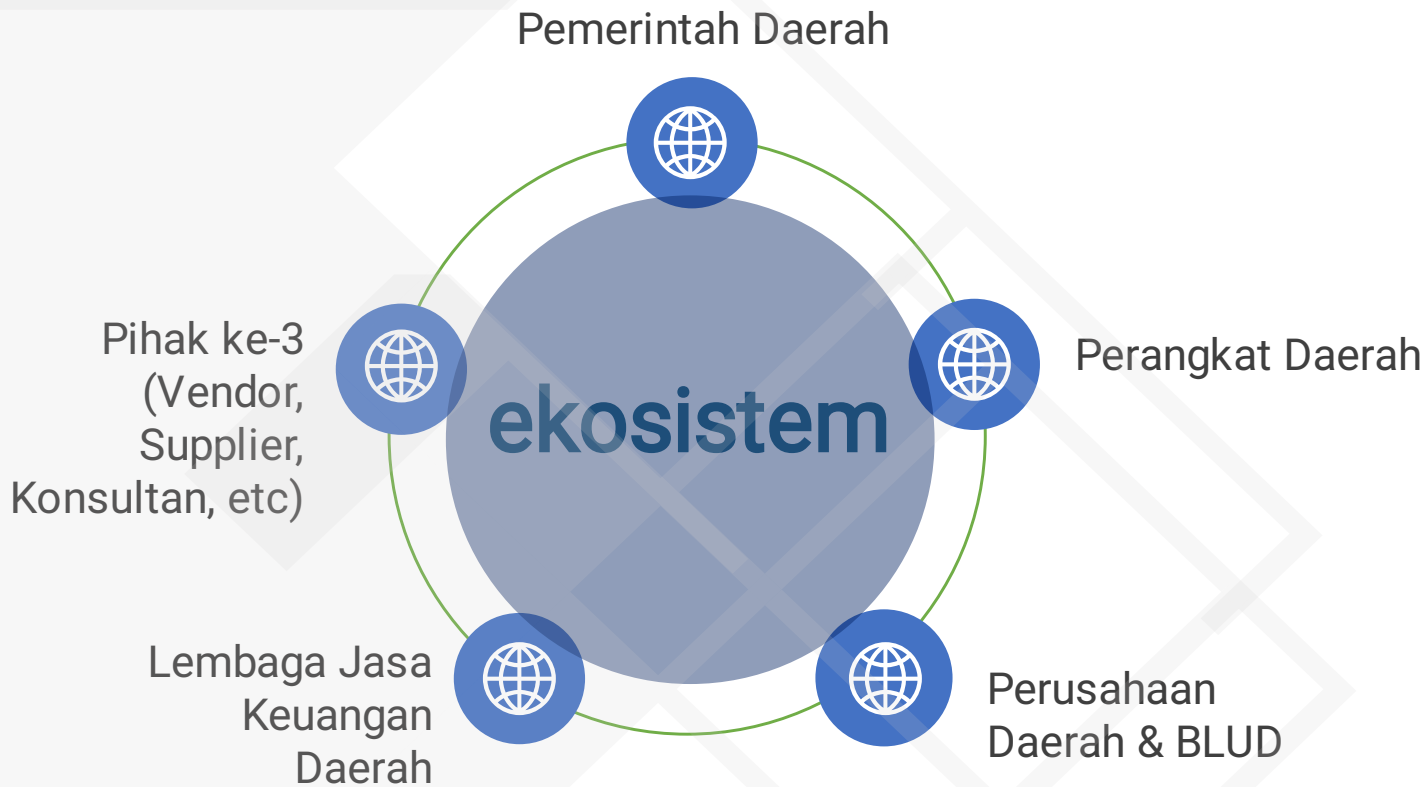 Pemerintah Daerah
Perangkat Daerah
Pihak ke-3
(Vendor,
Supplier,
Konsultan, etc)
ekosistem
Lembaga Jasa
Keuangan
Daerah
Perusahaan
Daerah & BLUD